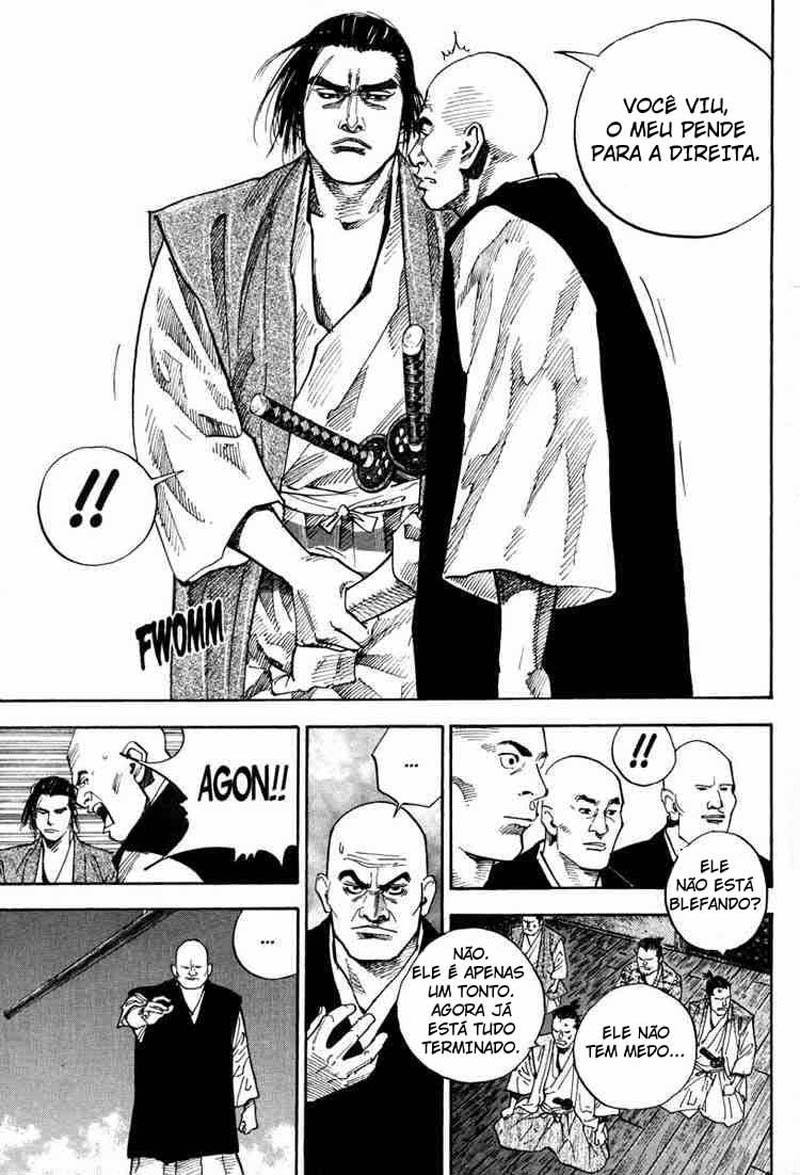 VOCÊ VIU,
O MEU PENDE
PARA A DIREITA.
!!
FWOMM
!!
ELE
NÃO ESTÁ
BLEFANDO?
...
AGON!!
ELE NÃO
TEM MEDO...
NÃO.
ELE É APENAS
UM TONTO.
AGORA JÁ
ESTÁ TUDO
TERMINADO.
...